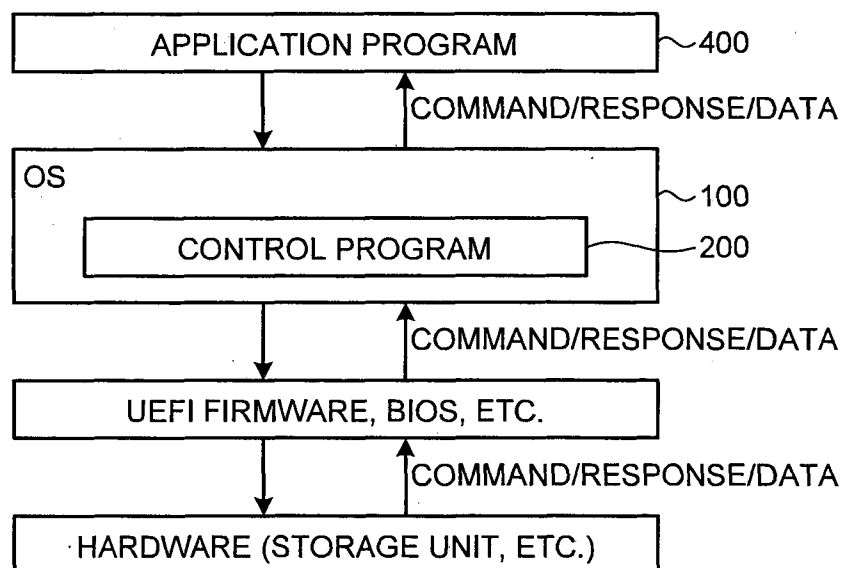 APPLICATION PROGRAM 400
COMMAND/RESPONSE/DATA
OS
100
CONTROL PROGRAM 200
COMMAND/RESPONSE/DATA
UEFI FIRMWARE, BIOS, ETC.
COMMAND/RESPONSE/DATA
HARDWARE (STORAGE UNIT, ETC.)